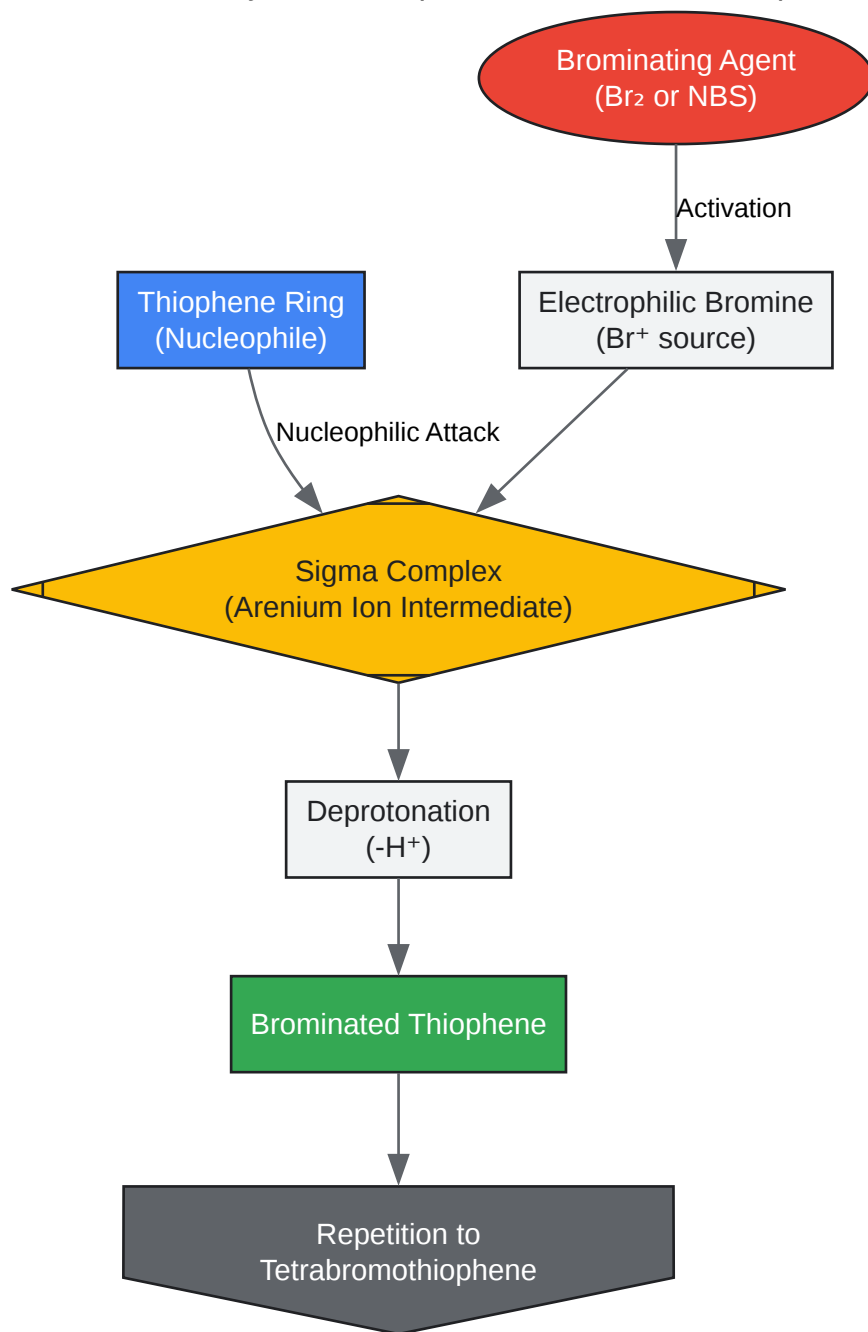 Brominating Agent
(Br₂ or NBS)
Activation
Thiophene Ring
(Nucleophile)
Electrophilic Bromine
(Br⁺ source)
Nucleophilic Attack
Sigma Complex
(Arenium Ion Intermediate)
Deprotonation
(-H⁺)
Brominated Thiophene
Repetition to
Tetrabromothiophene